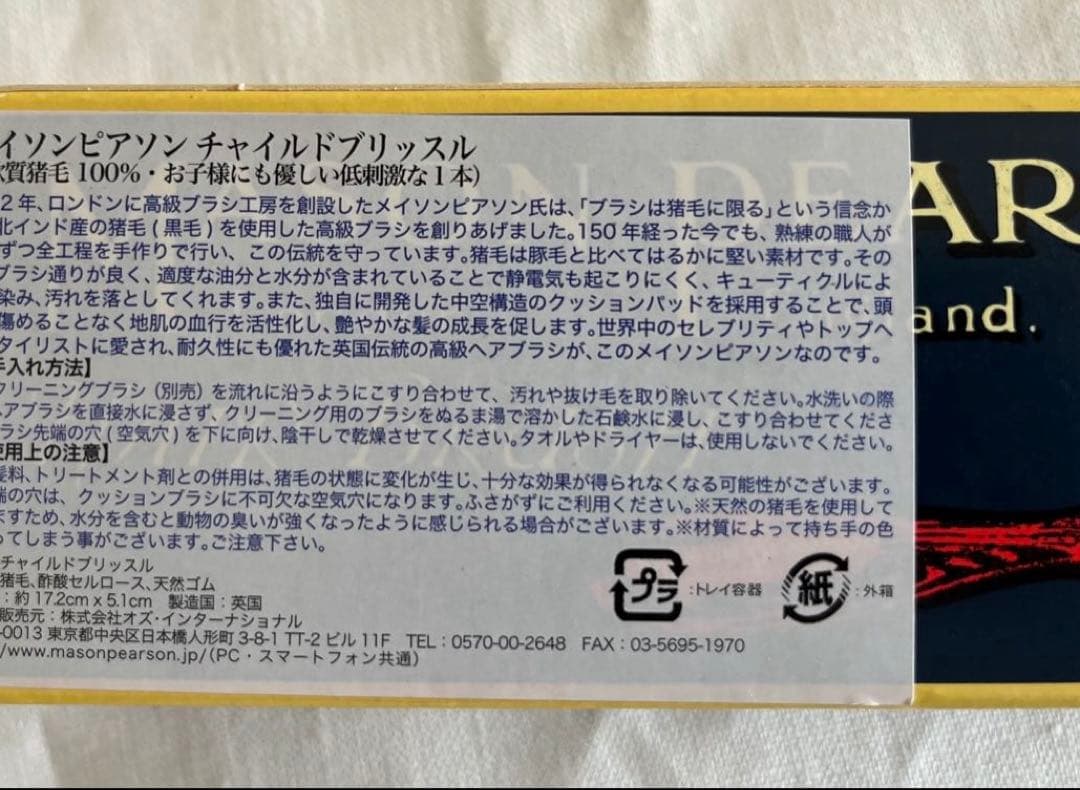 イソンピアソン チャイルドブリッスル
質猪毛 100%・お子様にも優しい低刺激な1本)
2年、ロンドンに高級ブラシ工房を創設したメイソンピアソン氏は、「ブラシは猪毛に限る」という信念か
北インド産の猪毛(黒毛)を使用した高級ブラシを創りあげました。150年経った今でも、熟練の職人が
ずつ全工程を手作りで行い、この伝統を守っています。猪毛は豚毛と比べてはるかに堅い素材です。その
ブラシ通りが良く、適度な油分と水分が含まれていることで静電気も起こりにくく、キューティクルによ
染み、汚れを落としてくれます。また、独自に開発した中空構造のクッションパッドを採用することで、頭
傷めることなく地肌の血行を活性化し、艶やかな髪の成長を促します。世界中のセレブリティやトップヘ
タイリストに愛され、耐久性にも優れた英国伝統の高級ヘアブラシが、このメイソンピアソンなのです。
手入れ方法】
クリーニングブラシ(別売)を流れに沿うようにこすり合わせて、汚れや抜け毛を取り除いてください。水洗いの際
ヘアブラシを直接水に浸さず、クリーニング用のブラシをぬるま湯で溶かした石鹸水に浸し、こすり合わせてくださ
ラシ先端の穴(空気穴)を下に向け、陰干しで乾燥させてください。タオルやドライヤーは、使用しないでください。
使用上の注意】
髪料、トリートメント剤との併用は、猪毛の状態に変化が生じ、十分な効果が得られなくなる可能性がございます。
端の穴は、クッションブラシに不可欠な空気穴になります。ふさがずにご利用ください。※天然の猪毛を使用して
ますため、水分を含むと動物の臭いが強くなったように感じられる場合がございます。※材質によって持ち手の色
ってしまう事がございます。ご注意下さい。
チャイルドブリッスル
猪毛、酢酸セルロース、天然ゴム
:約17.2cm x 5.1cm 製造国:英国
販売元:株式会社オズ・インターナショナル
-0013 東京都中央区日本橋人形町 3-8-1 TT-2 ビル 11F TEL:0570-00-2648 FAX:03-5695-1970
/www.masonpearson.jp/(PC・スマートフォン共通)
プラ
:トレイ容器
紙
:外箱
AR
and.